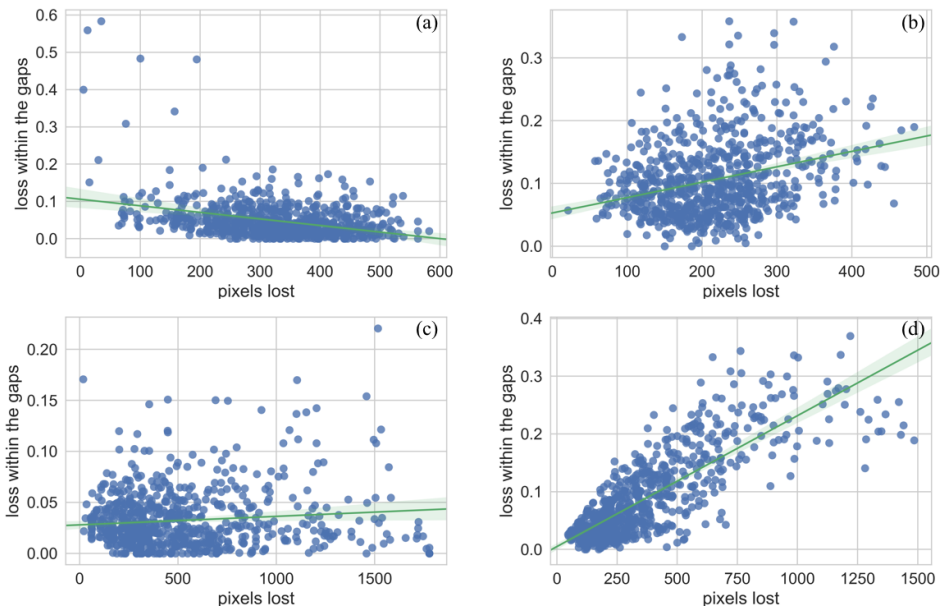 (a)
loss within the gaps
0.6
0.5
0.4
0.3
0.2
0.1
0.0
0 100 200 300 400 500 600
pixels lost
(b)
loss within the gaps
0.3
0.2
0.1
0.0
0 100 200 300 400 500
pixels lost
(c)
loss within the gaps
0.20
0.15
0.10
0.05
0.00
0 500 1000 1500
pixels lost
(d)
loss within the gaps
0.4
0.3
0.2
0.1
0.0
0 250 500 750 1000 1250 1500
pixels lost